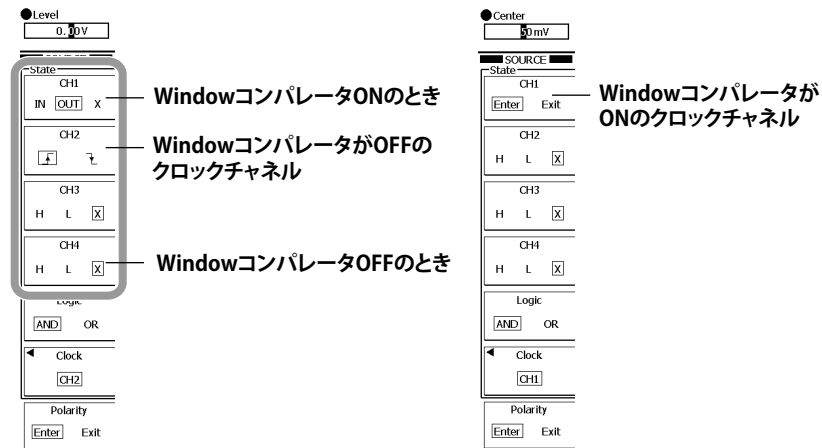 Level
0.00V
SOURCE
State
CH1
IN OUT X
WindowコンパレータONのとき
CH2
WindowコンパレータがOFFの
クロックチャネル
CH3
H L X
CH4
H L X
WindowコンパレータOFFのとき
Logic
AND OR
Clock
CH2
Polarity
Enter Exit
Center
50mV
SOURCE
State
CH1
Enter Exit
Windowコンパレータが
ONのクロックチャネル
CH2
H L X
CH3
H L X
CH4
H L X
Logic
AND OR
Clock
CH1
Polarity
Enter Exit